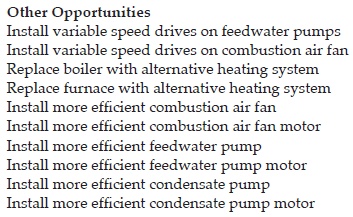 Other Opportunities
Install variable speed drives on feedwater pumps
Install variable speed drives on combustion air fan
Replace boiler with alternative heating system
Replace furnace with alternative heating system
Install more efficient combustion air fan
Install more efficient combustion air fan motor
Install more efficient feedwater pump
Install more efficient feedwater pump motor
Install more efficient condensate pump
Install more efficient condensate pump motor